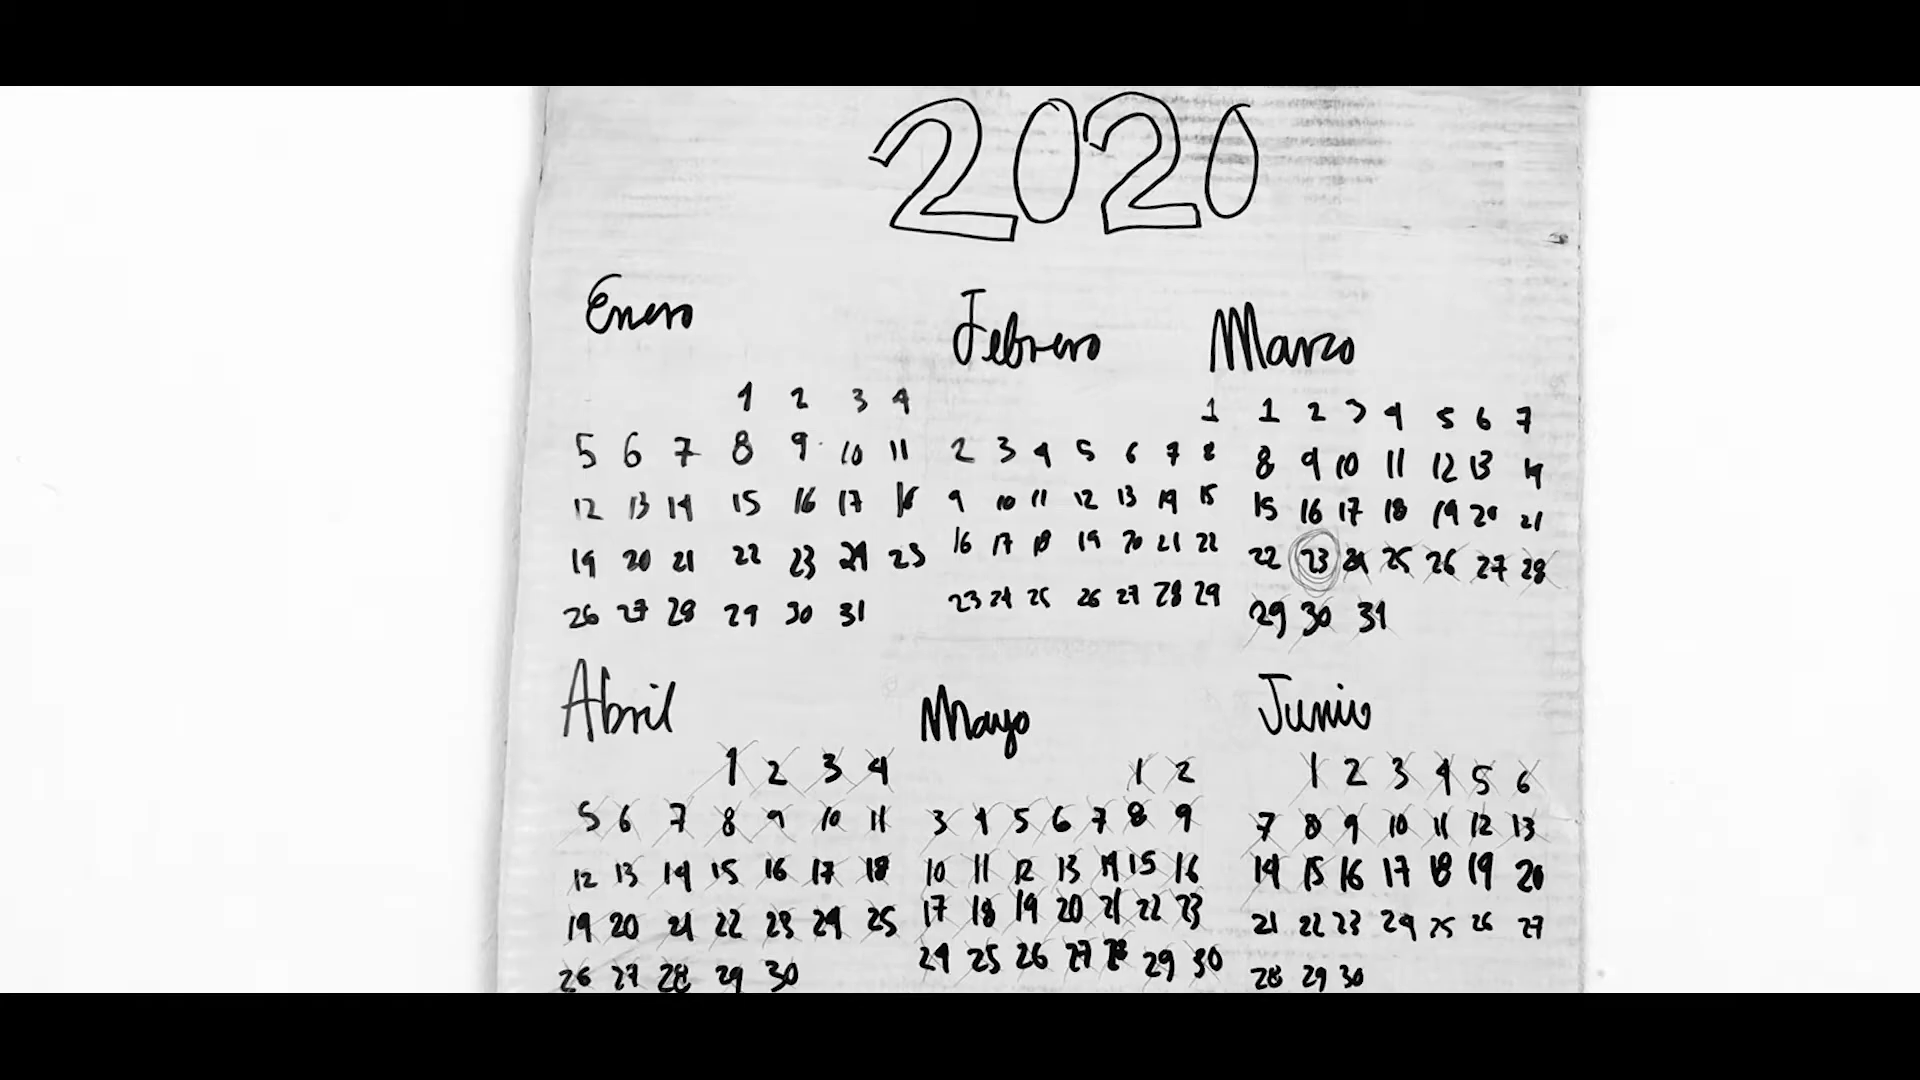 2020
Enero
1 2 3 4
5 6 7 8 9 10 11
12 13 14 15 16 17 18
19 20 21 22 23 24 25
26 27 28 29 30 31
Febrero
1
2 3 4 5 6 7 8
9 10 11 12 13 14 15
16 17 18 19 20 21 22
23 24 25 26 27 28 29
Marzo
1 2 3 4 5 6 7
8 9 10 11 12 13 14
15 16 17 18 19 20 21
22 23 24 25 26 27 28
29 30 31
Abril
1 2 3 4
5 6 7 8 9 10 11
12 13 14 15 16 17 18
19 20 21 22 23 24 25
26 27 28 29 30
Mayo
1 2
3 4 5 6 7 8 9
10 11 12 13 14 15 16
17 18 19 20 21 22 23
24 25 26 27 28 29 30
Junio
1 2 3 4 5 6
7 8 9 10 11 12 13
14 15 16 17 18 19 20
21 22 23 24 25 26 27
28 29 30